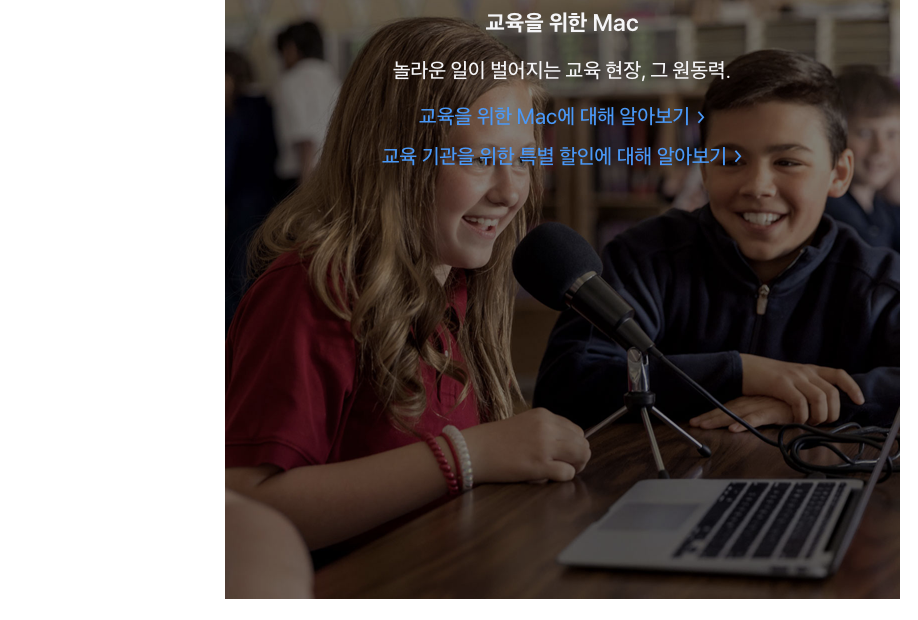 교육을 위한 Mac
놀라운 일이 벌어지는 교육 현장, 그 원동력.
교육을 위한 Mac에 대해 알아보기 >
교육 기관을 위한 특별 할인에 대해 알아보기 >